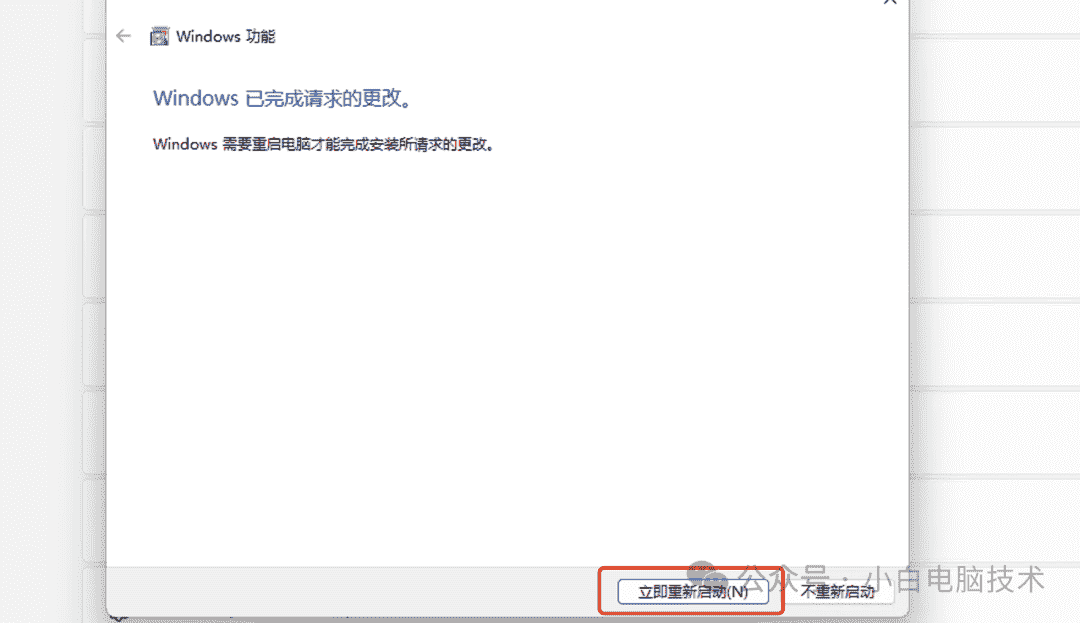 Windows 功能
Windows 已完成请求的更改。
Windows 需要重启电脑才能完成安装所请求的更改。
立即重新启动(N)
不重新启动
公众号 · 小白电脑技术